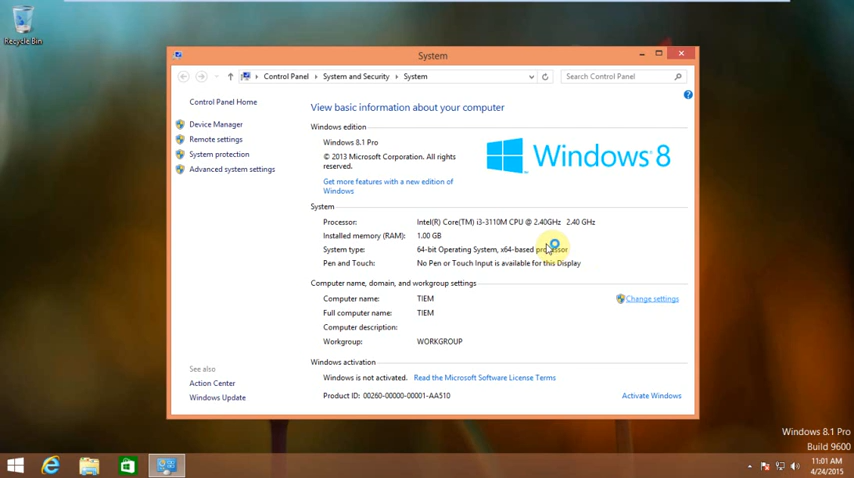 Recycle Bin
System
Control Panel System and Security System
Search Control Panel
Control Panel Home
Device Manager
Remote settings
System protection
Advanced system settings
See also
Action Center
Windows Update
View basic information about your computer
Windows edition
Windows 8.1 Pro
© 2013 Microsoft Corporation. All rights
reserved.
Get more features with a new edition of
Windows
Windows 8
System
Processor: Intel(R) Core(TM) i3-3110M CPU @ 2.40GHz 2.40 GHz
Installed memory (RAM): 1.00 GB
System type: 64-bit Operating System, x64-based processor
Pen and Touch: No Pen or Touch Input is available for this Display
Computer name, domain, and workgroup settings
Computer name: TIEM
Change settings
Full computer name: TIEM
Computer description:
Workgroup: WORKGROUP
Windows activation
Windows is not activated. Read the Microsoft Software License Terms
Product ID: 00260-00000-00001-AA510
Activate Windows
Windows 8.1 Pro
Build 9600
11:01 AM
4/24/2015